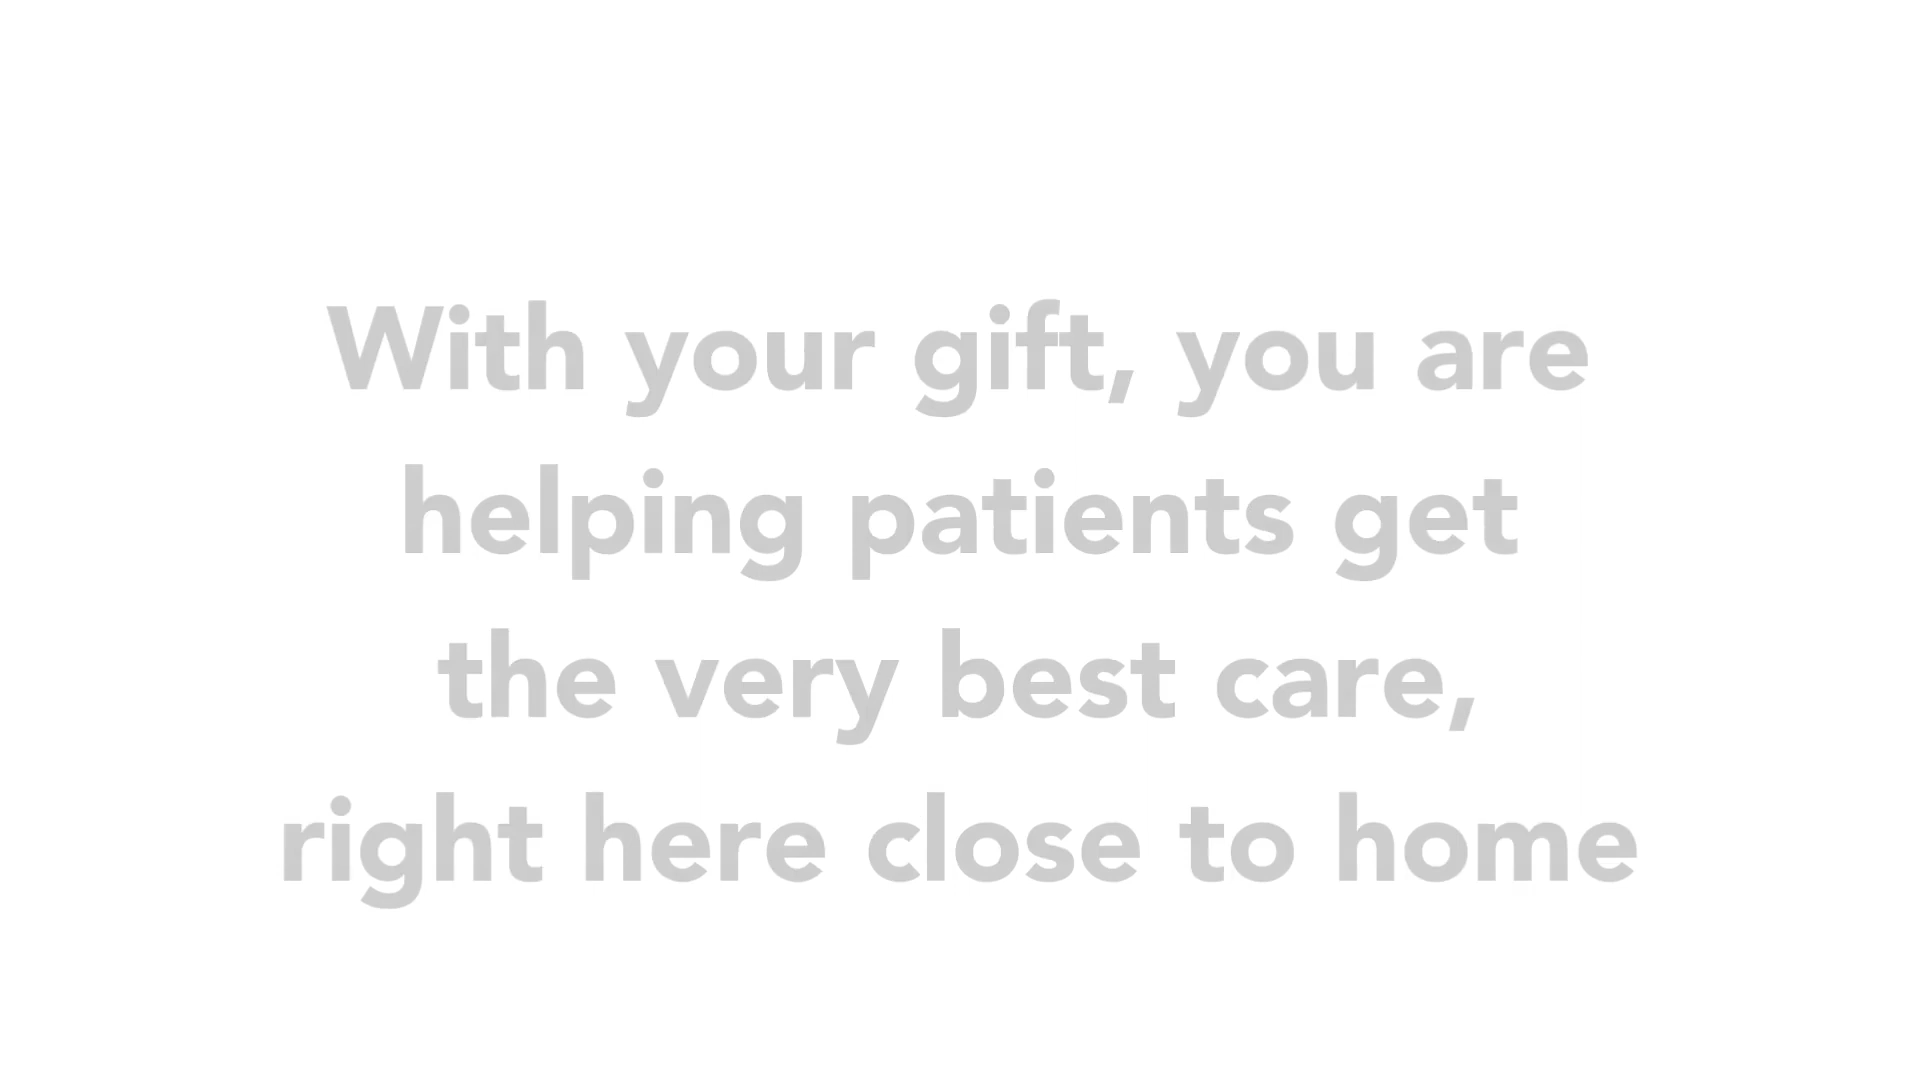 With your gift, you are
helping patients get
the very best care,
right here close to home